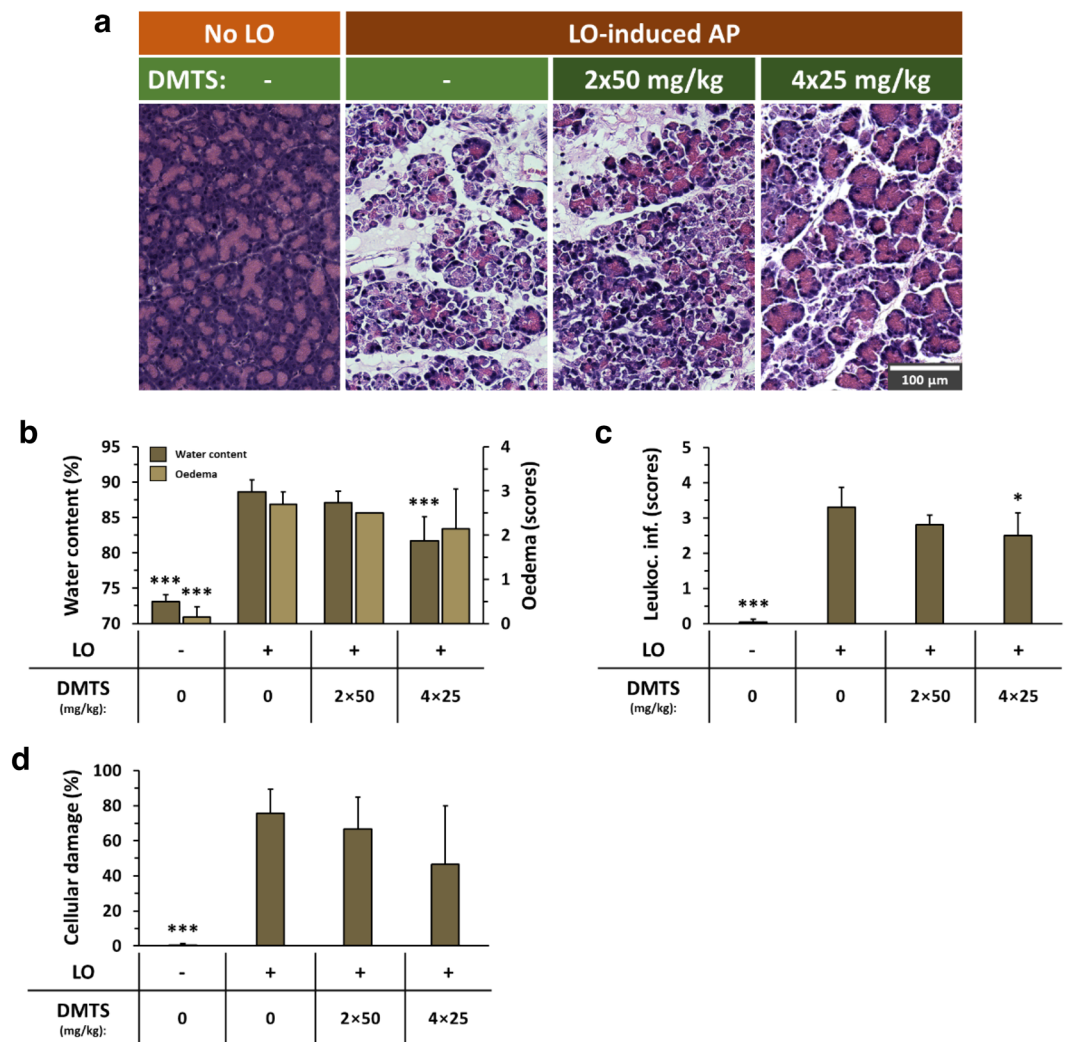 a
No LO
LO-induced AP
DMTS: -
-
2x50 mg/kg
4x25 mg/kg
100 µm
b
Water content (%)
95
90
85
80
75
70
Water content
Oedema
4
3
2
1
0
Oedema (scores)
*** *** ***
LO - + + +
DMTS
(mg/kg): 0 0 2×50 4×25
c
Leukoc. inf. (scores)
5
4
3
2
1
0
*** *
LO - + + +
DMTS
(mg/kg): 0 0 2×50 4×25
d
Cellular damage (%)
100
80
60
40
20
0
***
LO - + + +
DMTS
(mg/kg): 0 0 2×50 4×25